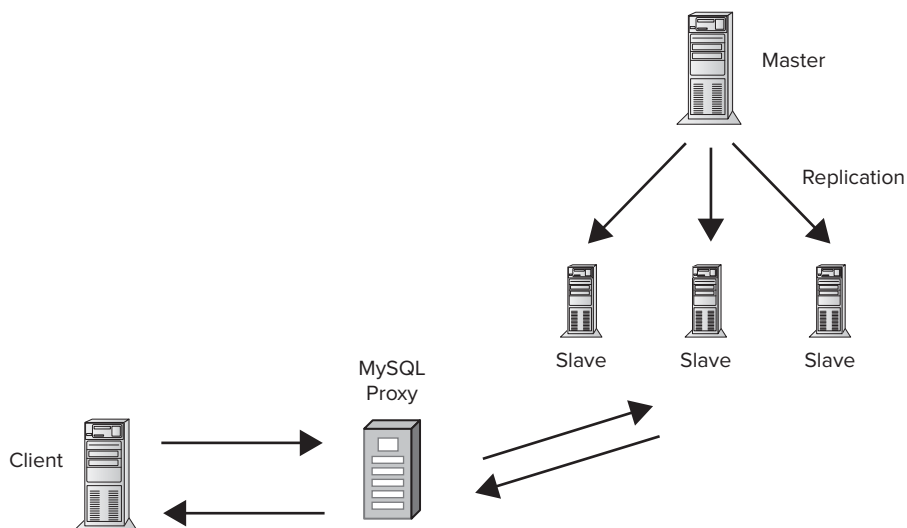 Master
Replication
Slave
Slave
Slave
MySQL
Proxy
Client